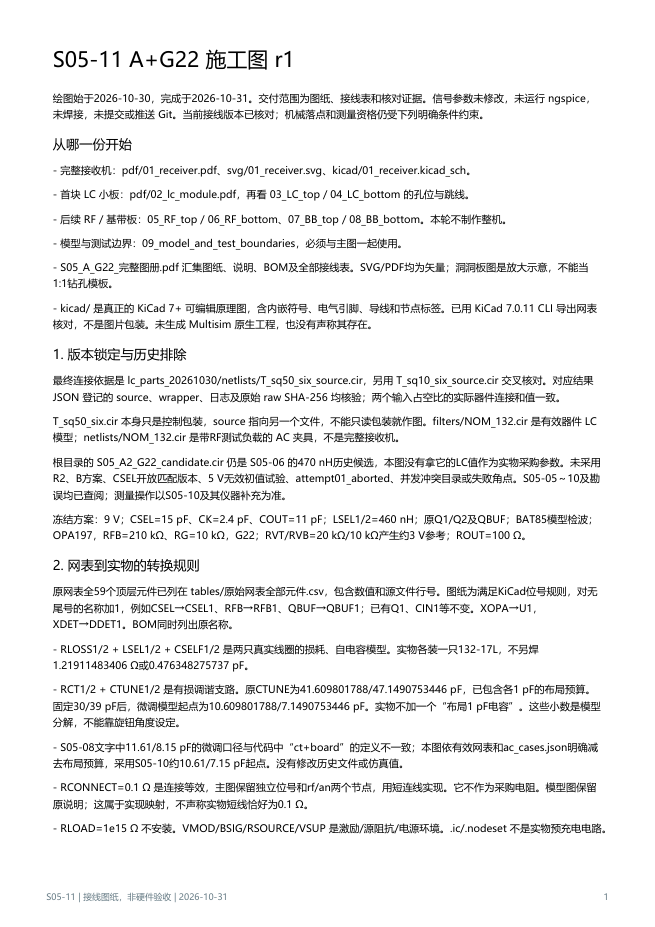 S05-11 A+G22 施工图 r1
绘图始于2026-10-30，完成于2026-10-31。交付范围为图纸、接线表和核对证据。信号参数未修改，未运行 ngspice，
未焊接，未提交或推送 Git。当前接线版本已核对；机械落点和测量资格仍受下列明确条件约束。
从哪一份开始
- 完整接收机：pdf/01_receiver.pdf、svg/01_receiver.svg、kicad/01_receiver.kicad_sch。
- 首块 LC 小板：pdf/02_lc_module.pdf，再看 03_LC_top / 04_LC_bottom 的孔位与跳线。
- 后续 RF / 基带板：05_RF_top / 06_RF_bottom、07_BB_top / 08_BB_bottom。本轮不制作整机。
- 模型与测试边界：09_model_and_test_boundaries，必须与主图一起使用。
- S05_A_G22_完整图册.pdf 汇集图纸、说明、BOM及全部接线表。SVG/PDF均为矢量；洞洞板图是放大示意，不能当
1:1钻孔模板。
- kicad/ 是真正的 KiCad 7+ 可编辑原理图，含内嵌符号、电气引脚、导线和节点标签。已用 KiCad 7.0.11 CLI 导出网表
核对，不是图片包装。未生成 Multisim 原生工程，也没有声称其存在。
1. 版本锁定与历史排除
最终连接依据是 lc_parts_20261030/netlists/T_sq50_six_source.cir，另用 T_sq10_six_source.cir 交叉核对。对应结果
JSON 登记的 source、wrapper、日志及原始 raw SHA-256 均核验；两个输入占空比的实际器件连接和值一致。
T_sq50_six.cir 本身只是控制包装，source 指向另一个文件，不能只读包装就作图。filters/NOM_132.cir 是有效器件 LC
模型；netlists/NOM_132.cir 是带RF测试负载的 AC 夹具，不是完整接收机。
根目录的 S05_A2_G22_candidate.cir 仍是 S05-06 的470 nH历史候选，本图没有拿它的LC值作为实物采购参数。未采用
R2、B方案、CSEL开放匹配版本、5 V无效初值试验、attempt01_aborted、并发冲突目录或失败角点。S05-05～10及勘
误均已查阅；测量操作以S05-10及其仪器补充为准。
冻结方案：9 V；CSEL=15 pF、CK=2.4 pF、COUT=11 pF；LSEL1/2=460 nH；原Q1/Q2及QBUF；BAT85模型检波；
OPA197，RFB=210 kΩ、RG=10 kΩ，G22；RVT/RVB=20 kΩ/10 kΩ产生约3 V参考；ROUT=100 Ω。
2. 网表到实物的转换规则
原网表全59个顶层元件已列在 tables/原始网表全部元件.csv，包含数值和源文件行号。图纸为满足KiCad位号规则，对无
尾号的名称加1，例如CSEL→CSEL1、RFB→RFB1、QBUF→QBUF1；已有Q1、CIN1等不变。XOPA→U1，
XDET→DDET1。BOM同时列出原名称。
- RLOSS1/2 + LSEL1/2 + CSELF1/2 是两只真实线圈的损耗、自电容模型。实物各装一只132-17L，不另焊
1.21911483406 Ω或0.476348275737 pF。
- RCT1/2 + CTUNE1/2 是有损调谐支路。原CTUNE为41.609801788/47.1490753446 pF，已包含各1 pF的布局预算。
固定30/39 pF后，微调模型起点为10.609801788/7.1490753446 pF。实物不加一个“布局1 pF电容”。这些小数是模型
分解，不能靠旋钮角度设定。
- S05-08文字中11.61/8.15 pF的微调口径与代码中“ct+board”的定义不一致；本图依有效网表和ac_cases.json明确减
去布局预算，采用S05-10约10.61/7.15 pF起点。没有修改历史文件或仿真值。
- RCONNECT=0.1 Ω 是连接等效，主图保留独立位号和rf/an两个节点，用短连线实现。它不作为采购电阻。模型图保留
原说明；这属于实现映射，不声称实物短线恰好为0.1 Ω。
- RLOAD=1e15 Ω 不安装。VMOD/BSIG/RSOURCE/VSUP 是激励/源阻抗/电源环境。.ic/.nodeset 不是实物预充电电路。
S05-11 | 接线图纸，非硬件验收 | 2026-10-31
1